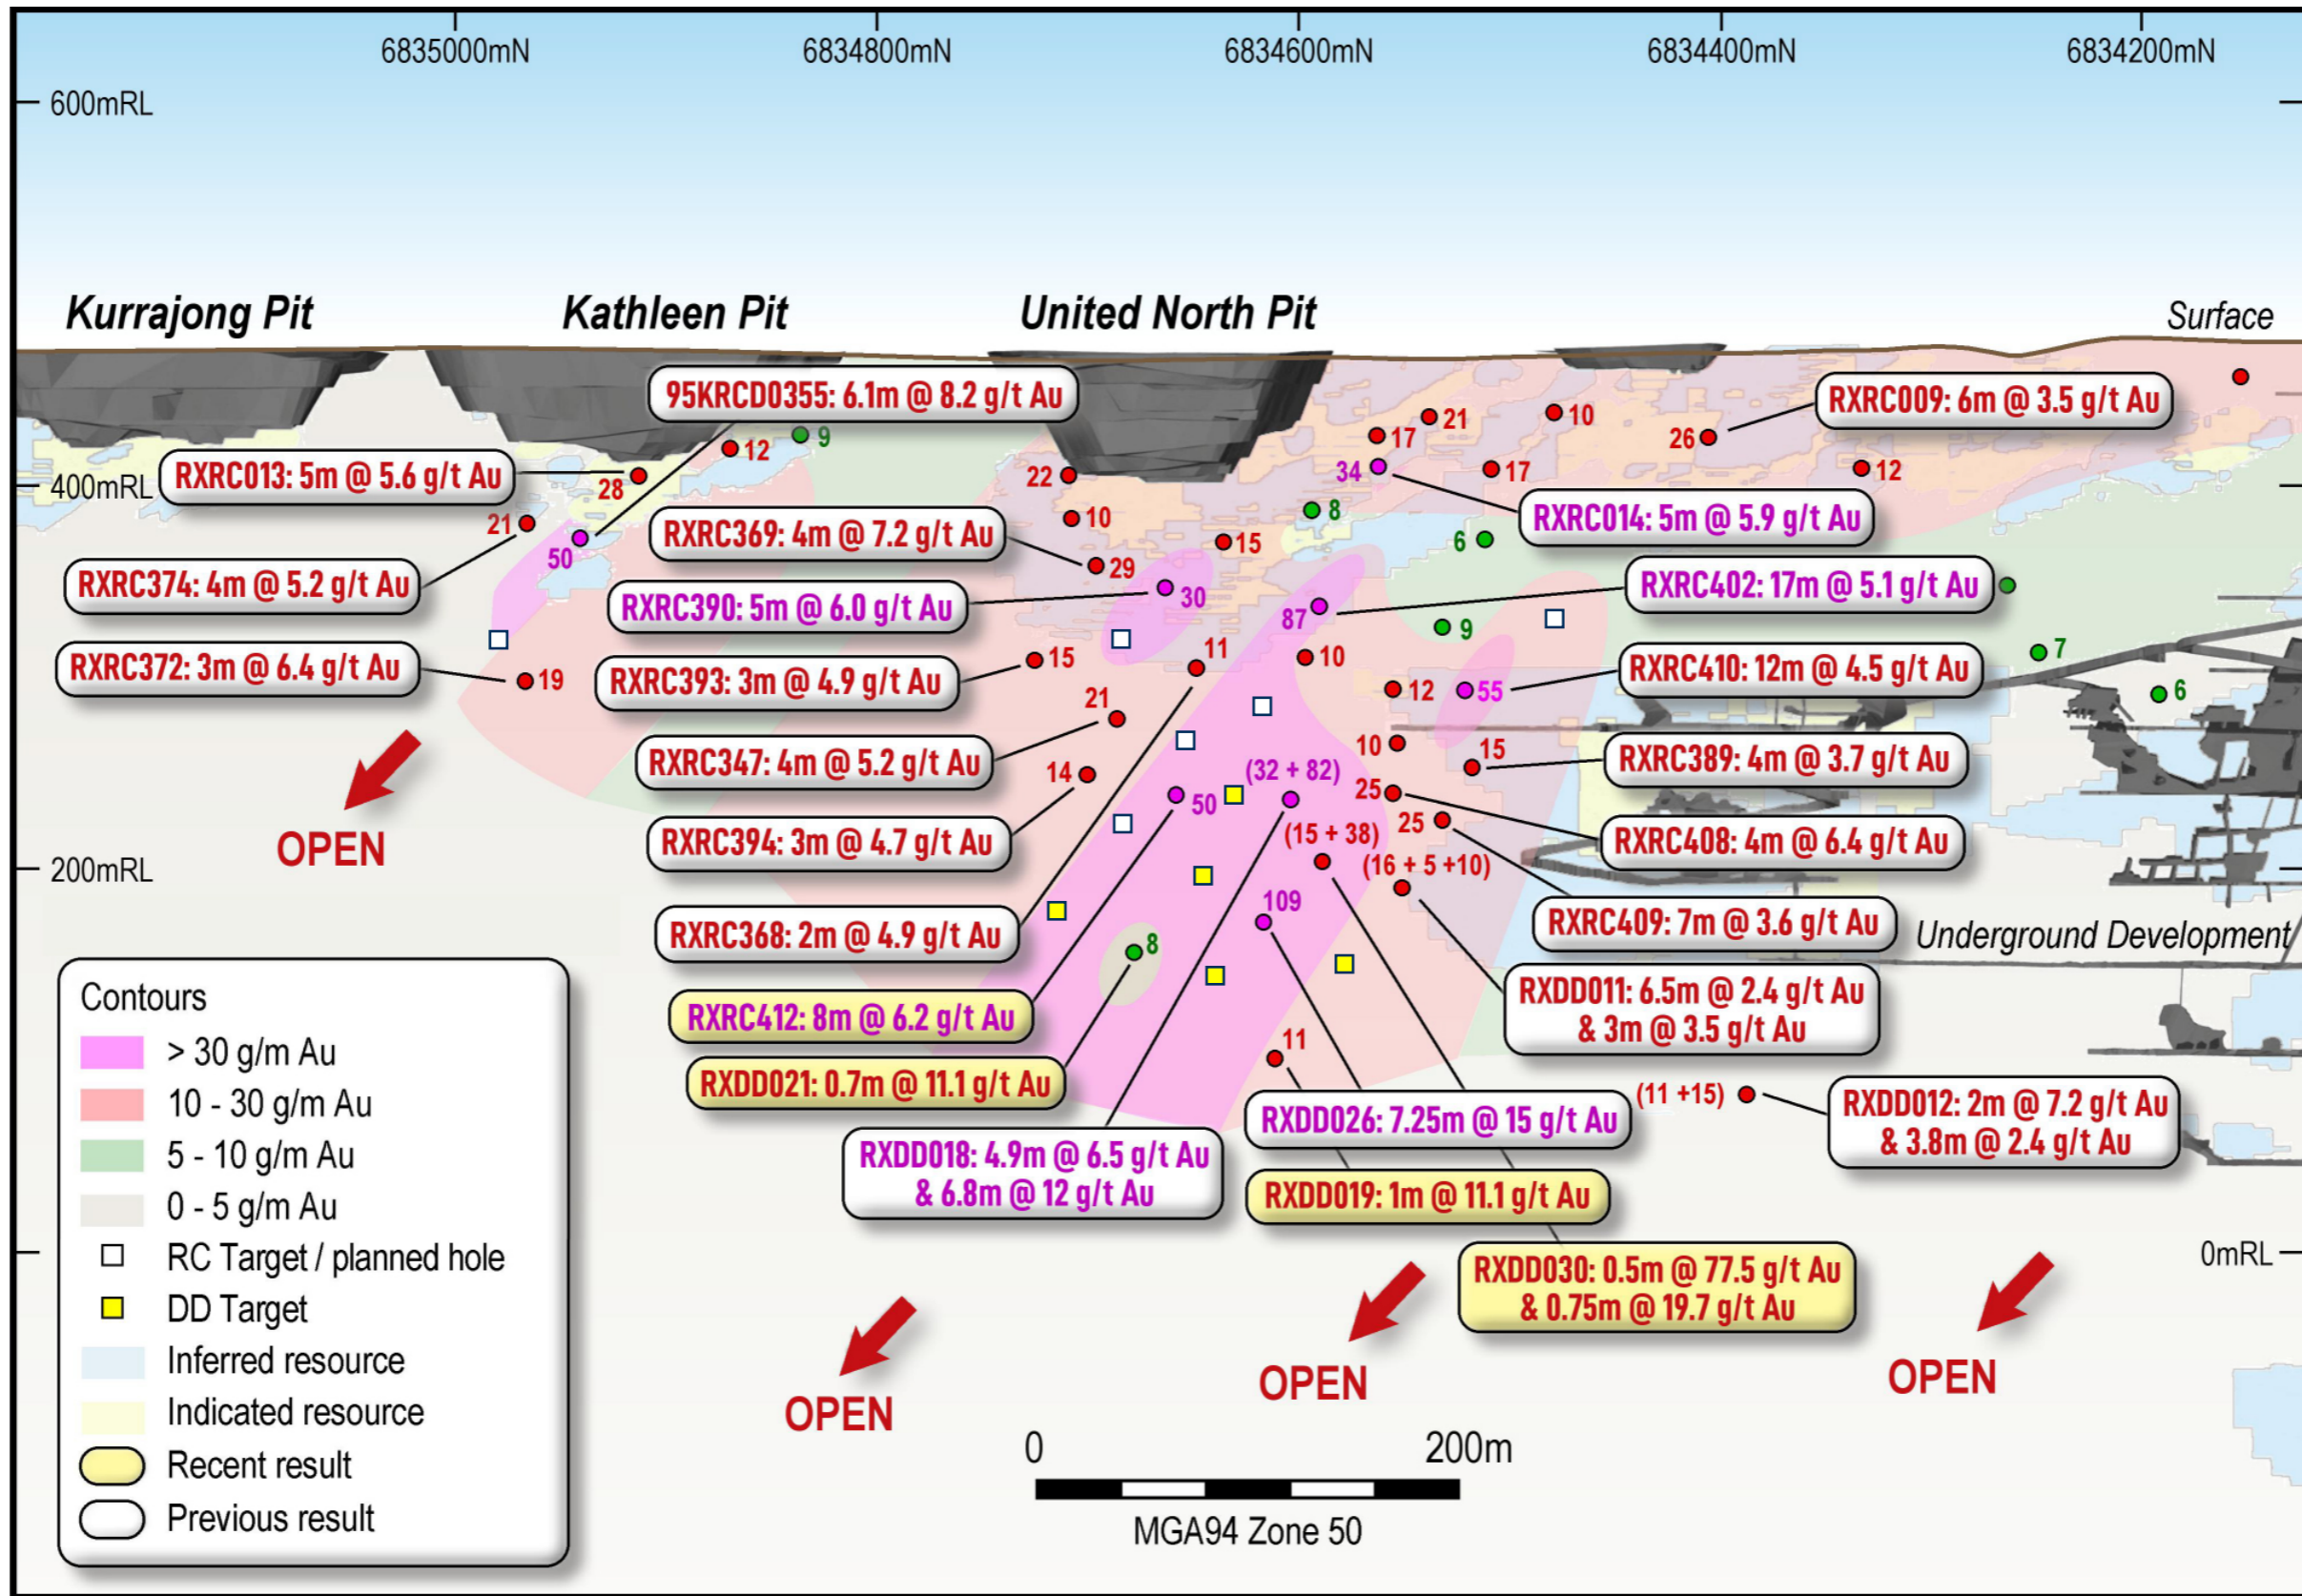 6835000mN
6834800mN
6834600mN
6834400mN
6834200mN
600mRL
Kurrajong Pit
Kathleen Pit
United North Pit
Surface
95KRCD0355: 6.1m @ 8.2 g/t Au
RXRC009: 6m @ 3.5 g/t Au
21
10
17
26
9
12
RXRC013: 5m @ 5.6 g/t Au
28
22
34
17
12
400mRL
RXRC014: 5m @ 5.9 g/t Au
21
10
8
RXRC369: 4m @ 7.2 g/t Au
15
6
50
29
RXRC374: 4m @ 5.2 g/t Au
RXRC390: 5m @ 6.0 g/t Au
30
RXRC402: 17m @ 5.1 g/t Au
87
9
11
10
7
RXRC372: 3m @ 6.4 g/t Au
19
RXRC393: 3m @ 4.9 g/t Au
15
12
55
RXRC410: 12m @ 4.5 g/t Au
6
21
10
15
RXRC347: 4m @ 5.2 g/t Au
RXRC389: 4m @ 3.7 g/t Au
14
(32 + 82)
50
25
OPEN
RXRC394: 3m @ 4.7 g/t Au
(15 + 38)
25
RXRC408: 4m @ 6.4 g/t Au
200mRL
(16 + 5 +10)
109
RXRC368: 2m @ 4.9 g/t Au
8
RXRC409: 7m @ 3.6 g/t Au
Underground Development
RXRC412: 8m @ 6.2 g/t Au
RXDD011: 6.5m @ 2.4 g/t Au
& 3m @ 3.5 g/t Au
11
RXDD021: 0.7m @ 11.1 g/t Au
RXDD026: 7.25m @ 15 g/t Au
(11 +15)
RXDD012: 2m @ 7.2 g/t Au
& 3.8m @ 2.4 g/t Au
RXDD018: 4.9m @ 6.5 g/t Au
& 6.8m @ 12 g/t Au
RXDD019: 1m @ 11.1 g/t Au
RXDD030: 0.5m @ 77.5 g/t Au
& 0.75m @ 19.7 g/t Au
0mRL
OPEN
OPEN
OPEN
Contours
> 30 g/m Au
10 - 30 g/m Au
5 - 10 g/m Au
0 - 5 g/m Au
RC Target / planned hole
DD Target
Inferred resource
Indicated resource
Recent result
Previous result
0
200m
MGA94 Zone 50